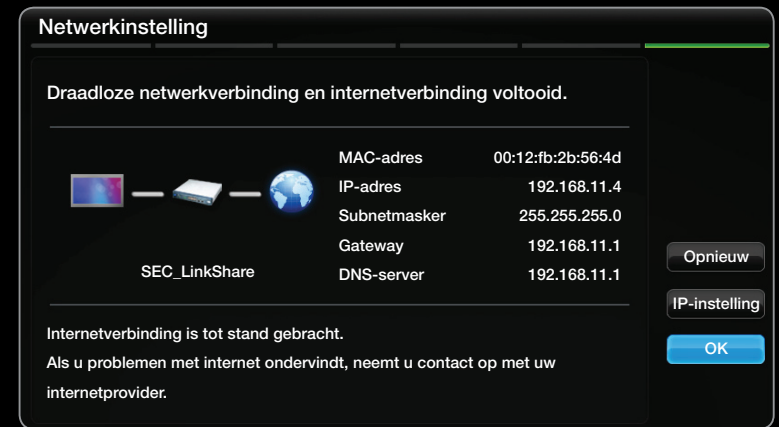 Netwerkinstelling
Draadloze netwerkverbinding en internetverbinding voltooid.
MAC-adres 00:12:fb:2b:56:4d
IP-adres 192.168.11.4
Subnetmasker 255.255.255.0
Gateway 192.168.11.1
DNS-server 192.168.11.1
SEC_LinkShare
Internetverbinding is tot stand gebracht.
Als u problemen met internet ondervindt, neemt u contact op met uw
internetprovider.
Opnieuw
IP-instelling
OK